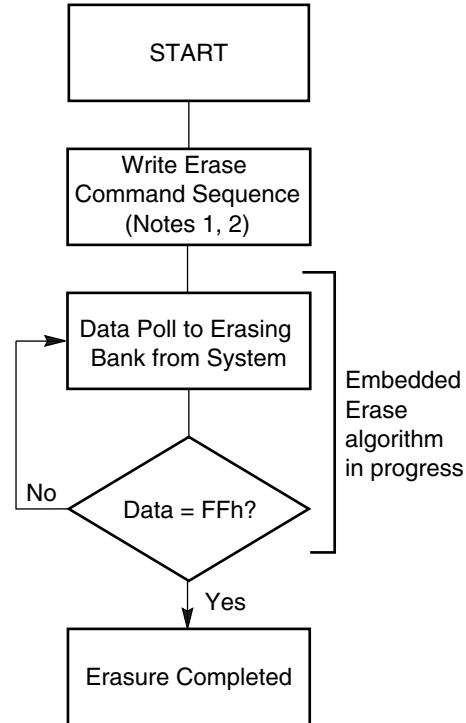 START
Write Erase
Command Sequence
(Notes 1, 2)
Data Poll to Erasing
Bank from System
Embedded
Erase
algorithm
in progress
No
Data = FFh?
Yes
Erasure Completed